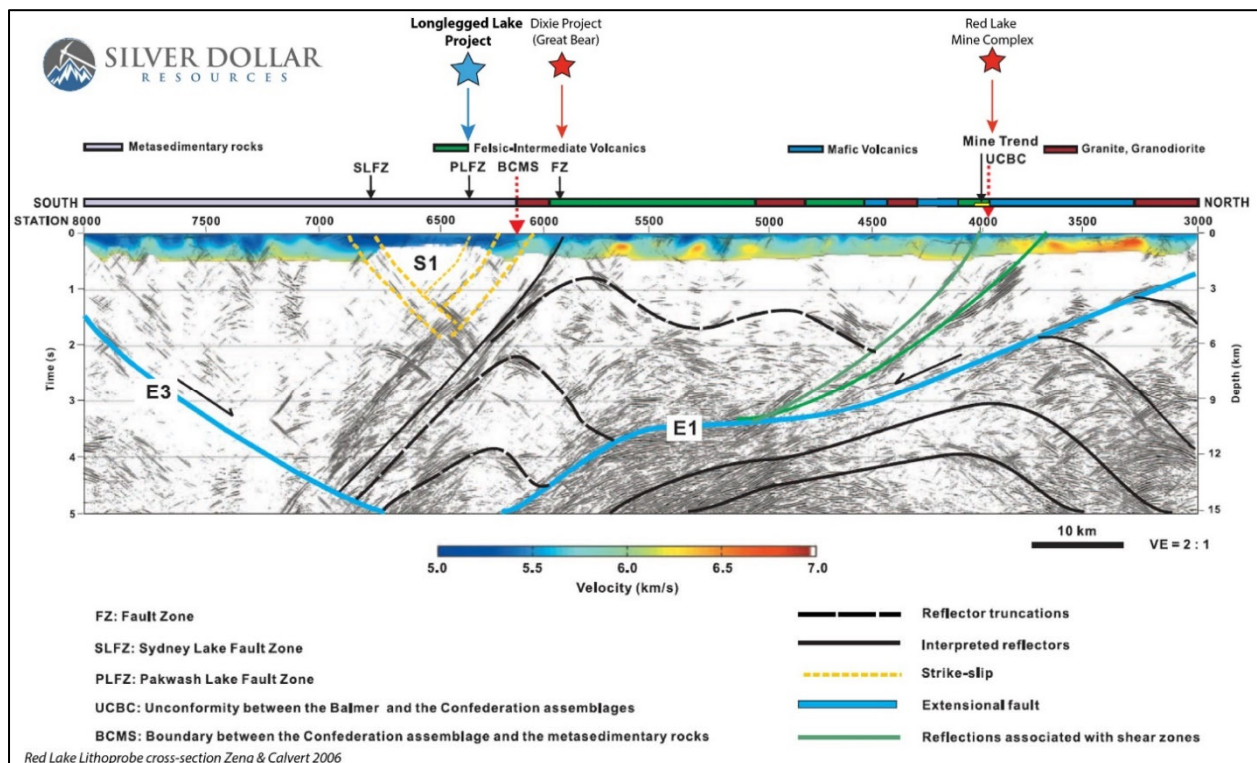 SILVER DOLLAR
RESOURCES
Longlegged Lake
Project
Dixie Project
(Great Bear)
Red Lake
Mine Complex
Metasedimentary rocks
Felsic-Intermediate Volcanics
Mafic Volcanics
Mine Trend
UCBC
Granite, Granodiorite
SLFZ PLFZ BCMS FZ
SOUTH NORTH
STATION 8000 7500 7000 6500 6000 5500 5000 4500 4000 3500 3000
0 0
S1
1 3
2 6
Time (s) Depth (km)
E3
3 9
E1
4 12
5 15
10 km
VE = 2 : 1
5.0 5.5 6.0 6.5 7.0
Velocity (km/s)
FZ: Fault Zone
SLFZ: Sydney Lake Fault Zone
PLFZ: Pakwash Lake Fault Zone
UCBC: Unconformity between the Balmer and the Confederation assemblages
BCMS: Boundary between the Confederation assemblage and the metasedimentary rocks
Reflector truncations
Interpreted reflectors
Strike-slip
Extensional fault
Reflections associated with shear zones
Red Lake Lithoprobe cross-section Zeng & Calvert 2006